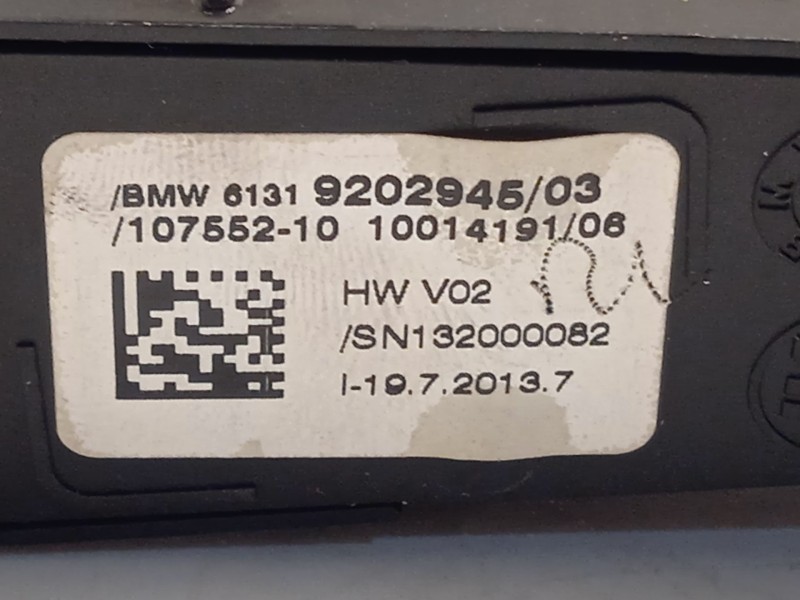 /BMW 6131 9202945/03
/107552-10 10014191/06
HW V02
/SN132000082
I-19.7.2013.7